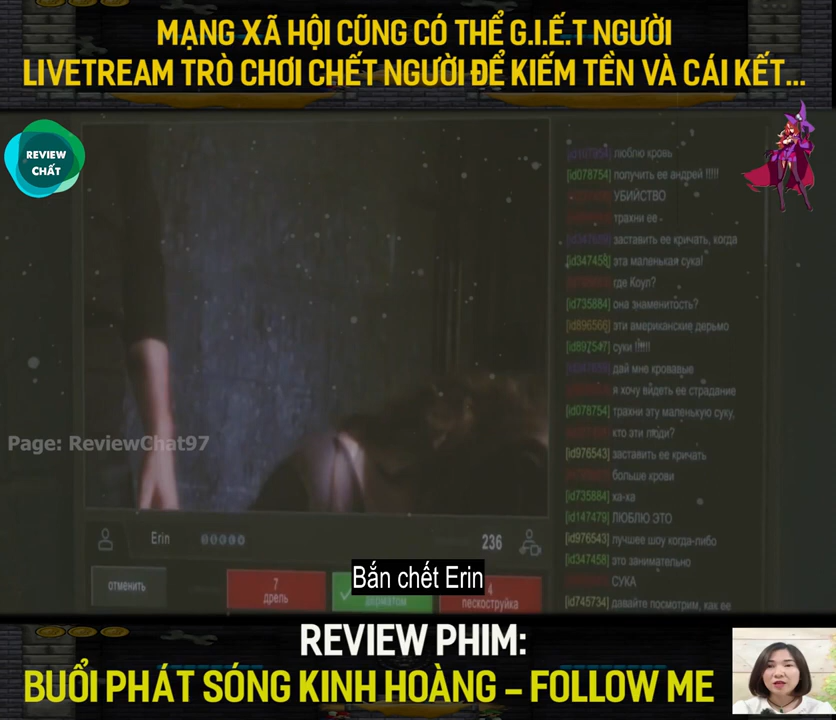 MẠNG XÃ HỘI CŨNG CÓ THỂ G.I.Ế.T NGƯỜI
LIVETREAM TRÒ CHƠI CHẾT NGƯỜI ĐỂ KIẾM TỀN VÀ CÁI KẾT...
REVIEW
CHẤT
люблю кровь
[id078754] получить ее андрей !!!!!
УБИЙСТВО
трахни ее
заставить ее кричать, когда
[id347458] эта маленькая сука!
где Коул?
[id735884] она знаменитость?
[id896566] эти американские дерьмо
[id897547] суки !!!!!!
дай мне кровавые
я хочу видеть ее страдание
[id078754] трахни эту маленькую суку,
кто эти люди?
[id976543] заставить ее кричать
больше крови
[id735884] ха-ха
[id147479] ЛЮБЛЮ ЭТО
[id976543] лучшее шоу когда-либо
[id347458] это занимательно
СУКА
[id745734] давайте посмотрим, как ее
Page: ReviewChat97
Erin
236
отменить
7
дрель
4
пескоструйка
Bắn chết Erin
REVIEW PHIM:
BUỔI PHÁT SÓNG KINH HOÀNG – FOLLOW ME